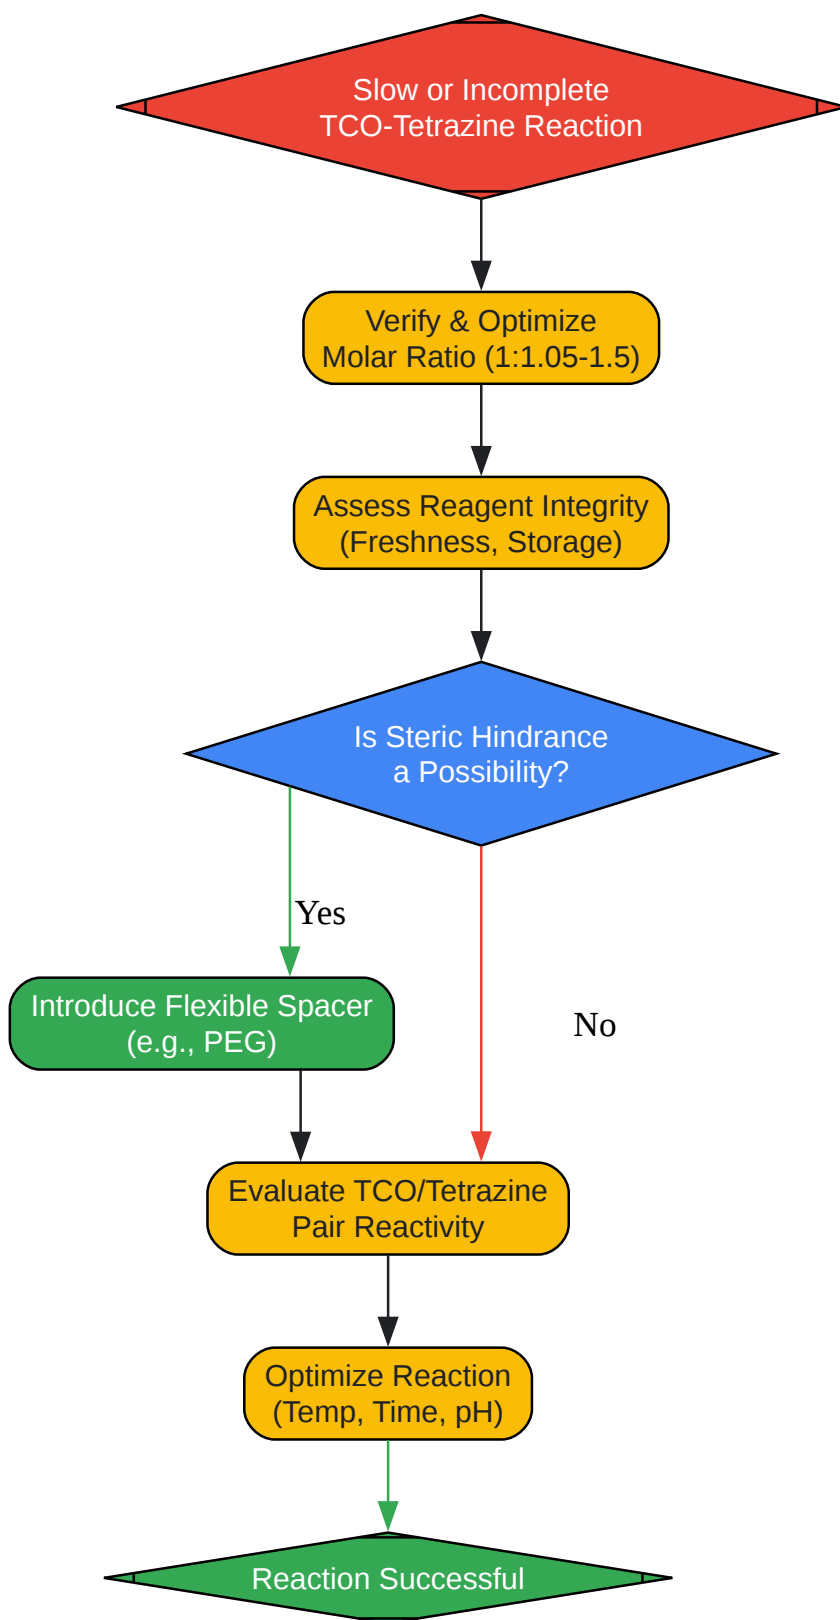 Slow or Incomplete
TCO-Tetrazine Reaction
Verify & Optimize
Molar Ratio (1:1.05-1.5)
Assess Reagent Integrity
(Freshness, Storage)
Is Steric Hindrance
a Possibility?
Yes
Introduce Flexible Spacer
(e.g., PEG)
No
Evaluate TCO/Tetrazine
Pair Reactivity
Optimize Reaction
(Temp, Time, pH)
Reaction Successful